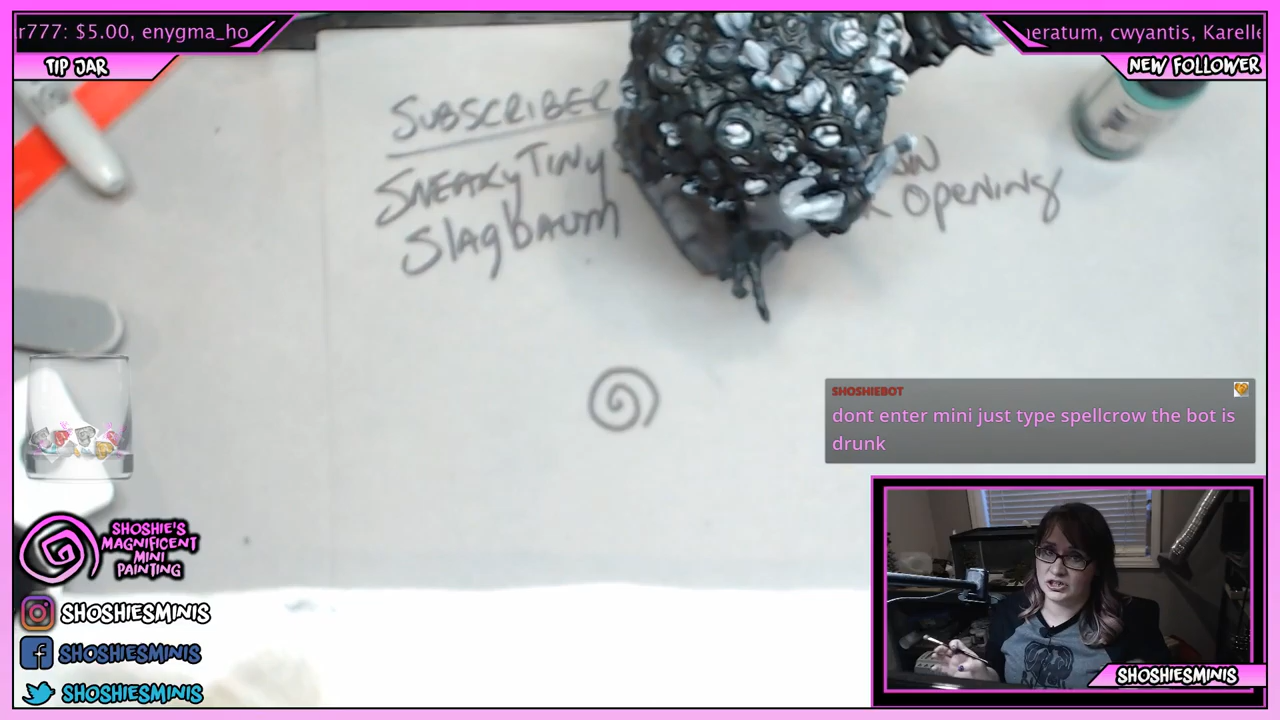 r777: $5.00, enygma_ho
TIP JAR
neratum, cwyantis, Karelle
NEW FOLLOWER
SUBSCRIBER
SNEAKYTINY
Slagbaum
Opening
SHOSHIEBOT
dont enter mini just type spellcrow the bot is
drunk
SHOSHIE'S
MAGNIFICENT
MINI
PAINTING
SHOSHIESMINIS
SHOSHIESMINIS
SHOSHIESMINIS
SHOSHIESMINIS